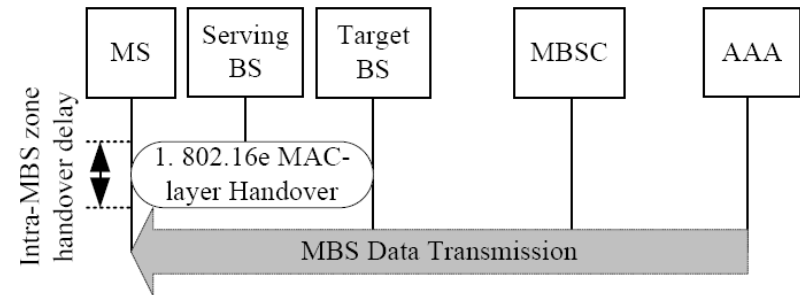 MS
Serving
BS
Target
BS
MBSC
AAA
Intra-MBS zone
handover delay
1. 802.16e MAC-
layer Handover
MBS Data Transmission